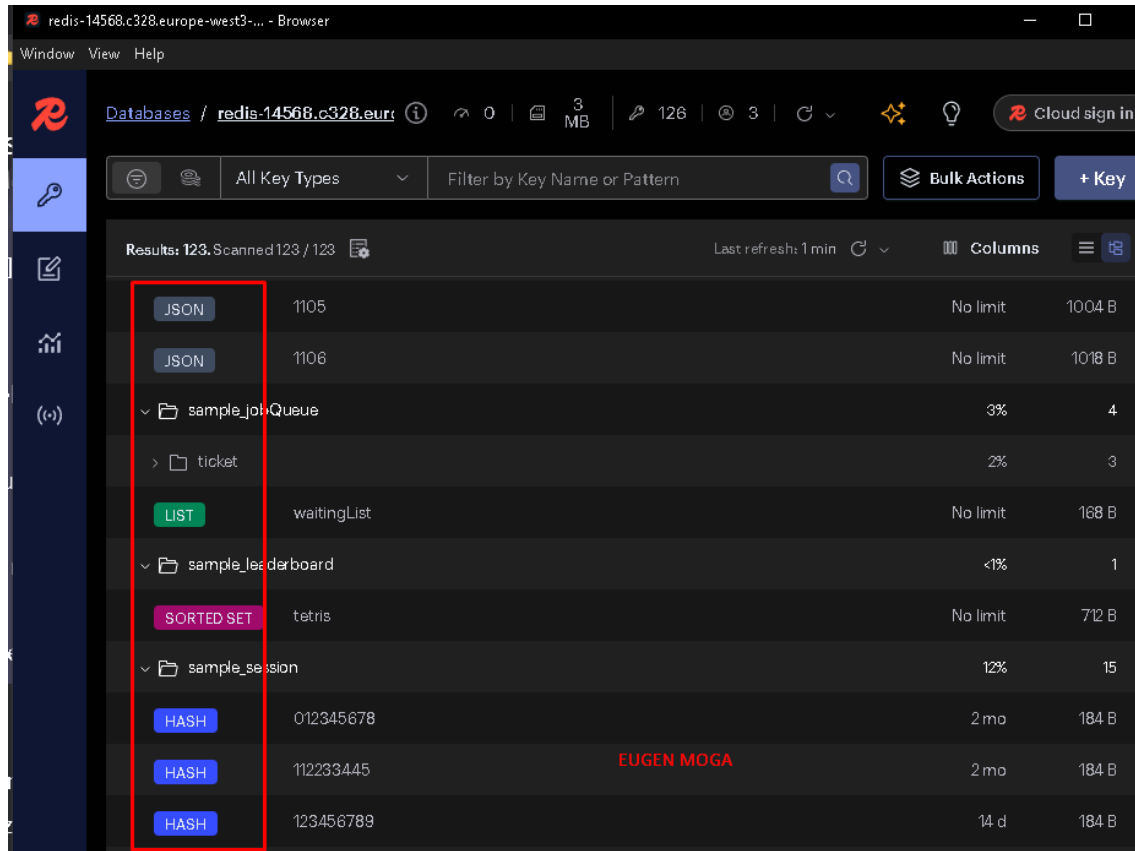 redis-14568.c328.europe-west3-... - Browser
Window View Help
Databases / redis-14568.c328.euro 0 3 MB 126 3 Cloud sign in
All Key Types Filter by Key Name or Pattern Bulk Actions + Key
Results: 123. Scanned 123 / 123 Last refresh: 1 min Columns
JSON 1105 No limit 1004 B
JSON 1106 No limit 1018 B
sample_jobQueue 3% 4
ticket 2% 3
LIST waitingList No limit 168 B
sample_leaderboard <1% 1
SORTED SET tetris No limit 712 B
sample_session 12% 15
HASH 012345678 2 mo 184 B
EUGEN MOGA
HASH 112233445 2 mo 184 B
HASH 123456789 14 d 184 B